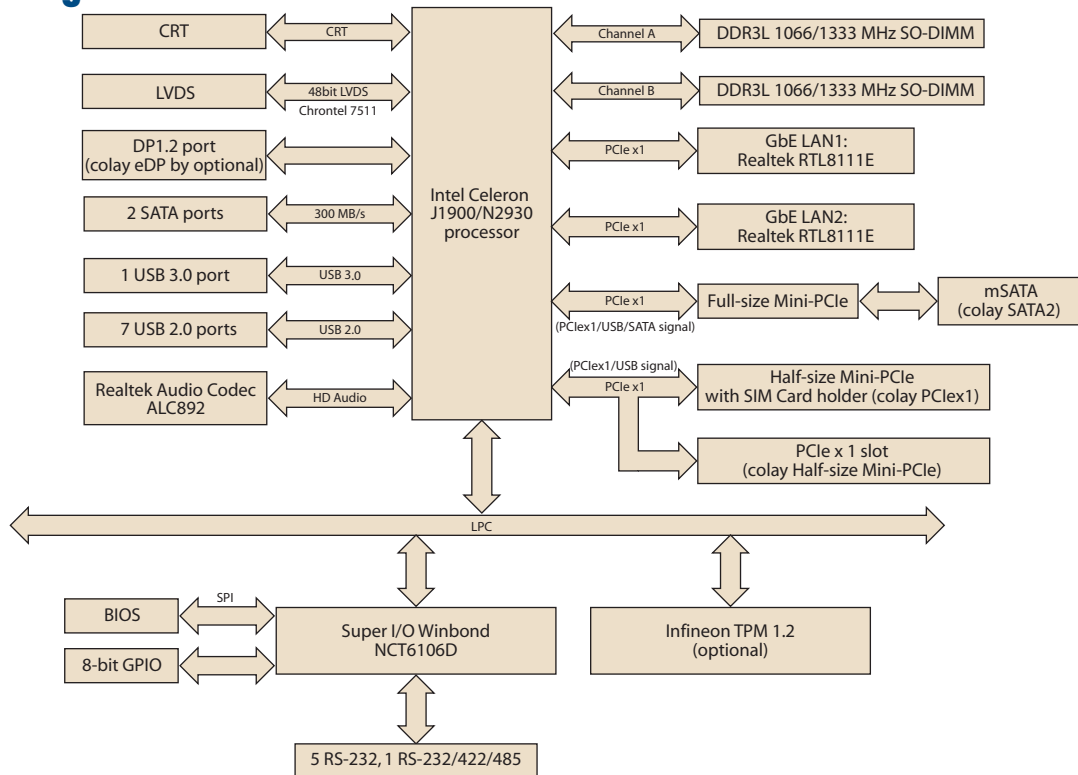 CRT
CRT
LVDS
48bit LVDS
Chrontel 7511
DP1.2 port
(colay eDP by optional)
2 SATA ports
300 MB/s
1 USB 3.0 port
USB 3.0
7 USB 2.0 ports
USB 2.0
Realtek Audio Codec
ALC892
HD Audio
Intel Celeron
J1900/N2930
processor
Channel A
DDR3L 1066/1333 MHz SO-DIMM
Channel B
DDR3L 1066/1333 MHz SO-DIMM
PCIe x1
GbE LAN1:
Realtek RTL8111E
PCIe x1
GbE LAN2:
Realtek RTL8111E
PCIe x1
(PCIex1/USB/SATA signal)
Full-size Mini-PCIe
mSATA
(colay SATA2)
(PCIex1/USB signal)
PCIe x1
Half-size Mini-PCIe
with SIM Card holder (colay PCIex1)
PCIe x 1 slot
(colay Half-size Mini-PCIe)
LPC
BIOS
SPI
8-bit GPIO
Super I/O Winbond
NCT6106D
Infineon TPM 1.2
(optional)
5 RS-232, 1 RS-232/422/485